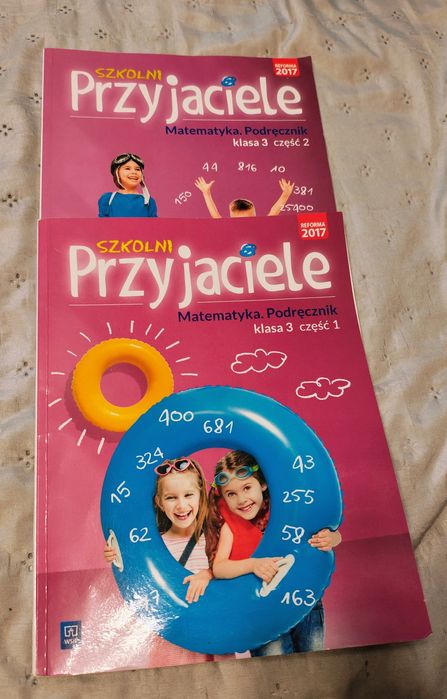 SZKOLNI
Przyjaciele
REFORMA
2017
Matematyka. Podręcznik
klasa 3 część 2
44 816 10
150 381
25400
SZKOLNI
Przyjaciele
REFORMA
2017
Matematyka. Podręcznik
klasa 3 część 1
400
681
324 43
15 255
62 58
163
WSiP